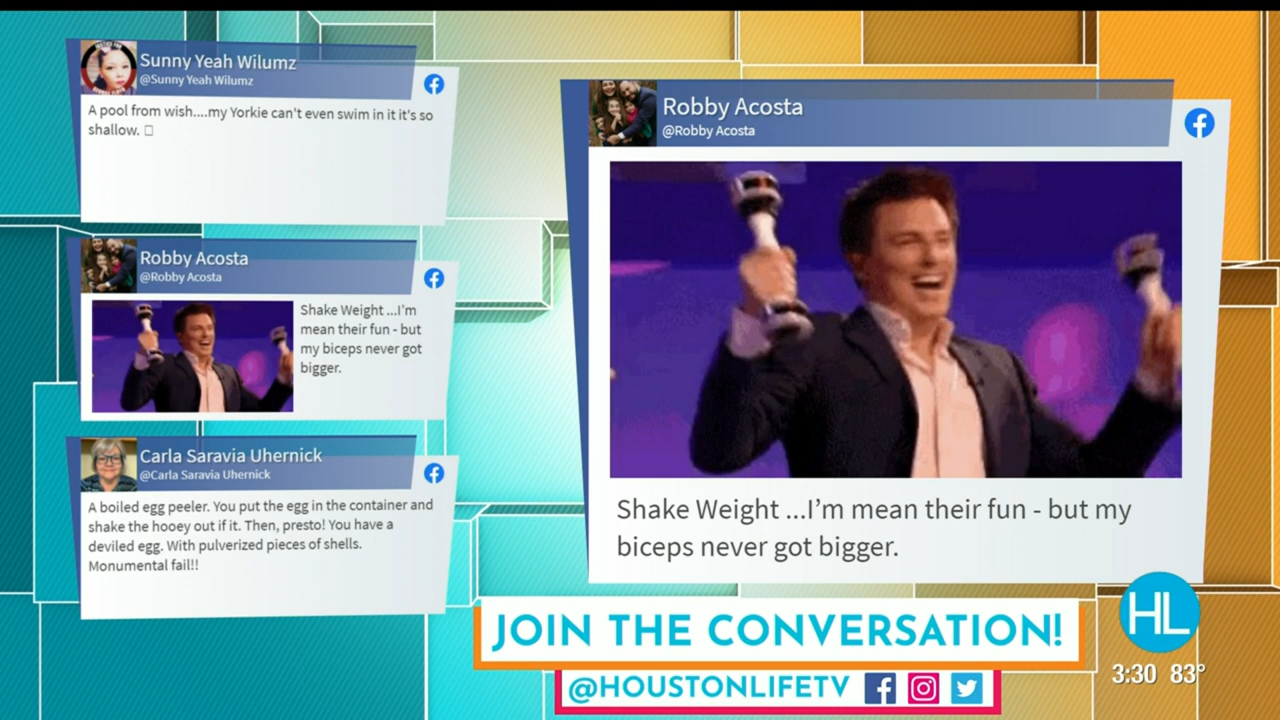 Sunny Yeah Wilumz
@Sunny Yeah Wilumz
A pool from wish....my Yorkie can't even swim in it it's so
shallow.
Robby Acosta
@Robby Acosta
Shake Weight ...I'm
mean their fun - but
my biceps never got
bigger.
Carla Saravia Uhernick
@Carla Saravia Uhernick
A boiled egg peeler. You put the egg in the container and
shake the hooey out if it. Then, presto! You have a
deviled egg. With pulverized pieces of shells.
Monumental fail!!
Robby Acosta
@Robby Acosta
Shake Weight ...I’m mean their fun - but my
biceps never got bigger.
JOIN THE CONVERSATION!
@HOUSTONLIFETV
HL
3:30 83°